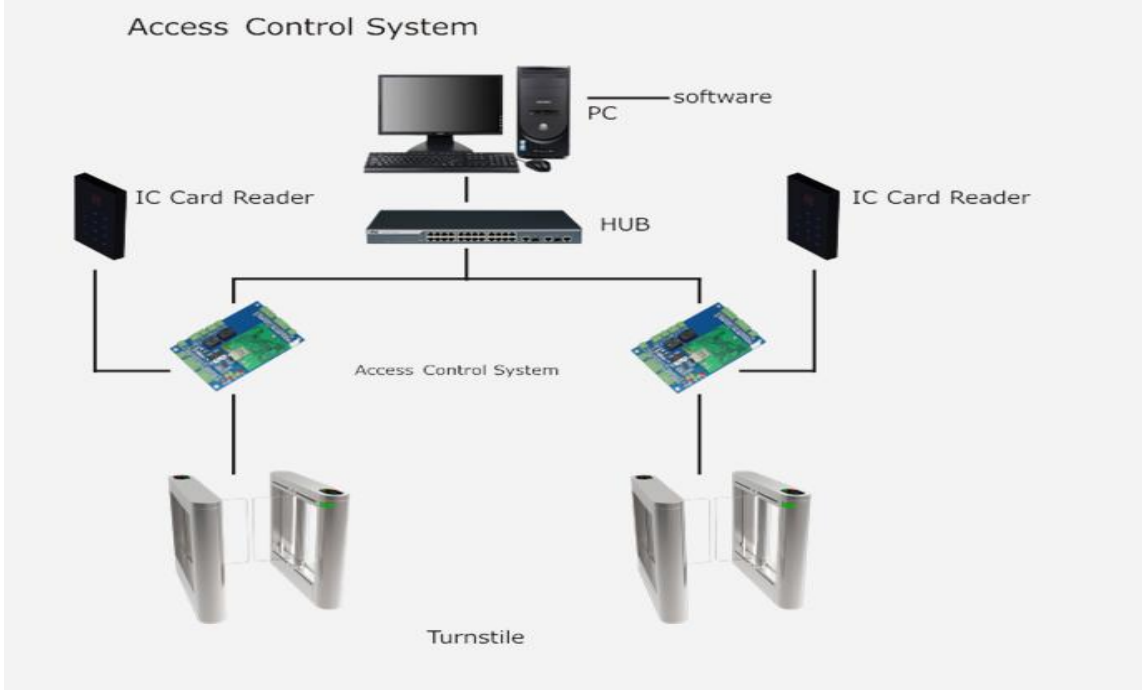 Access Control System
software
PC
IC Card Reader
IC Card Reader
HUB
Access Control System
Turnstile